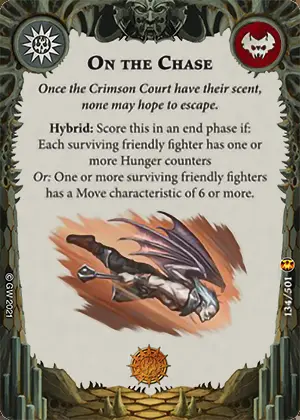 On the Chase
Once the Crimson Court have their scent,
none may hope to escape.
Hybrid: Score this in an end phase if:
Each surviving friendly fighter has one or
more Hunger counters
Or: One or more surviving friendly fighters
has a Move characteristic of 6 or more.
© GW 2021
134/501